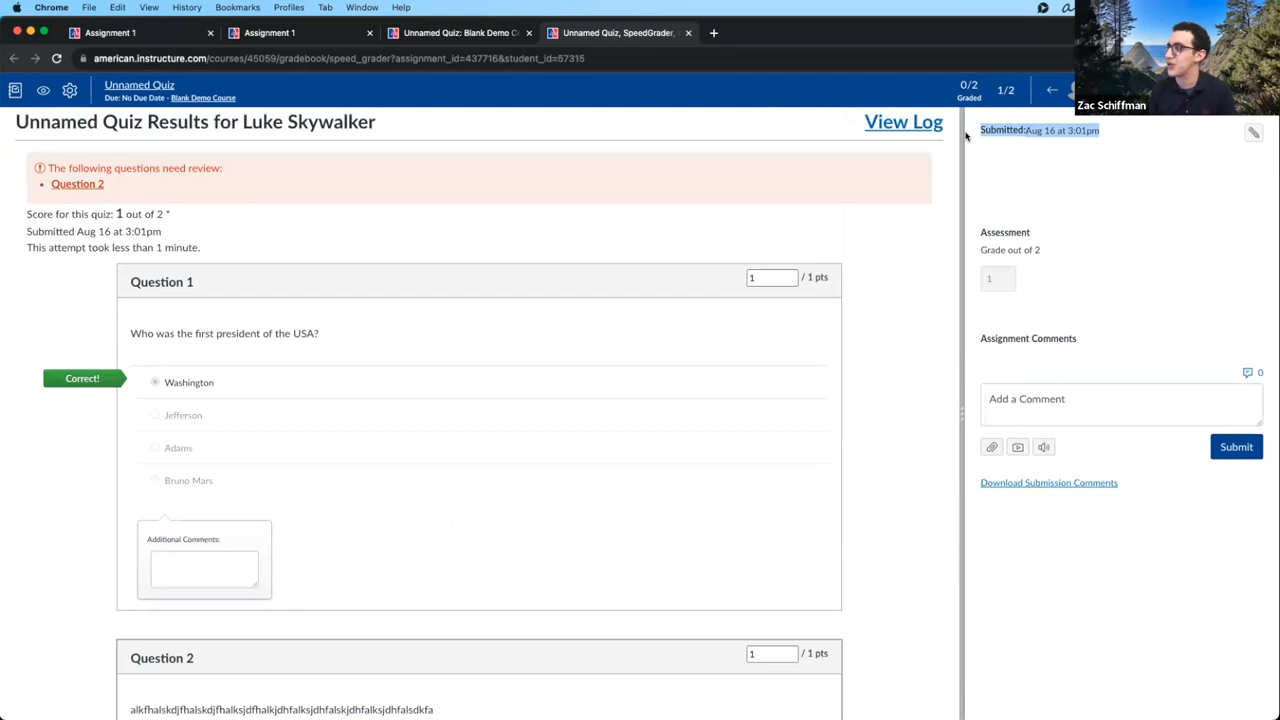 Chrome File Edit View History Bookmarks Profiles Tab Window Help
Assignment 1
Assignment 1
Unnamed Quiz: Blank Demo C
Unnamed Quiz, SpeedGrader,
american.instructure.com/courses/45059/gradebook/speed_grader?assignment_id=437716&student_id=57315
Unnamed Quiz
Due: No Due Date - Blank Demo Course
0/2
Graded
1/2
Zac Schiffman
Unnamed Quiz Results for Luke Skywalker
View Log
The following questions need review:
Question 2
Score for this quiz: 1 out of 2 *
Submitted Aug 16 at 3:01pm
This attempt took less than 1 minute.
Question 1
1 / 1 pts
Who was the first president of the USA?
Correct!
Washington
Jefferson
Adams
Bruno Mars
Additional Comments:
Question 2
1 / 1 pts
alkfhalskdjfhalskdjfhalksjdfhalkjdhfalksjdhfalskjdhfalksjdhfalsdkfa
Submitted:Aug 16 at 3:01pm
Assessment
Grade out of 2
1
Assignment Comments
0
Add a Comment
Submit
Download Submission Comments